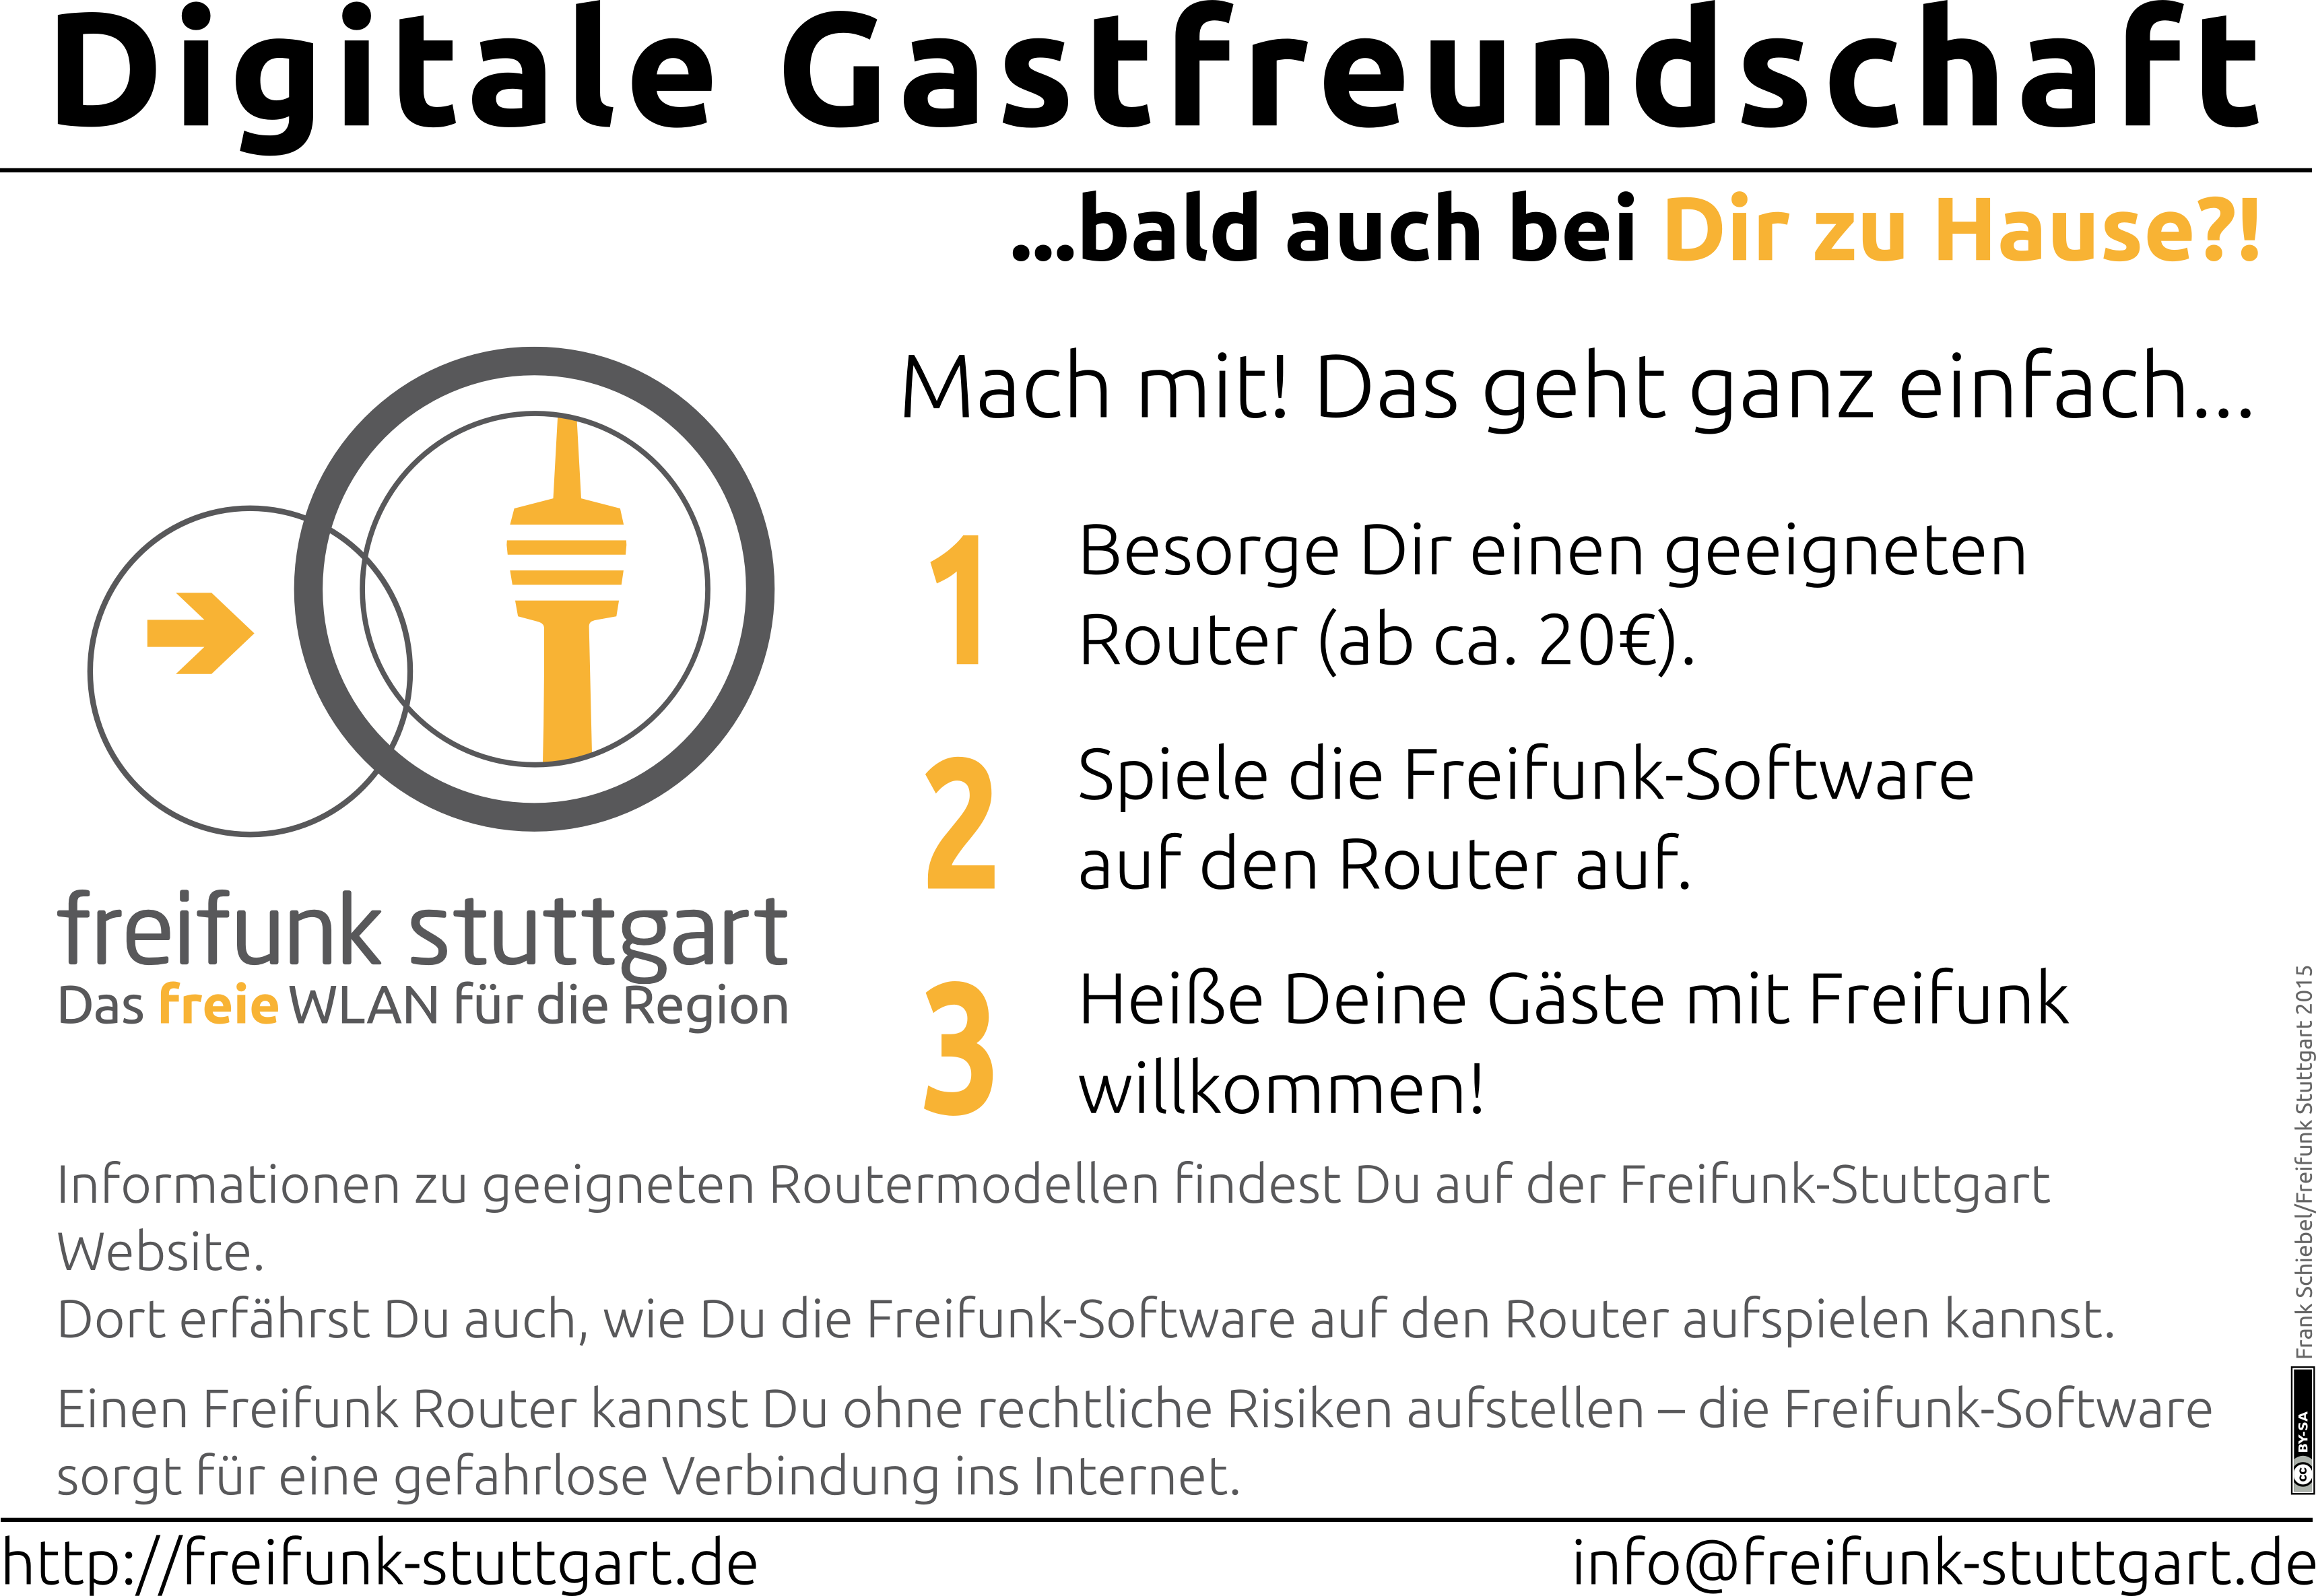 Digitale Gastfreundschaft
...bald auch bei Dir zu Hause?!
Mach mit! Das geht ganz einfach...
1
Besorge Dir einen geeigneten
Router (ab ca. 20€).
2
Spiele die Freifunk-Software
auf den Router auf.
3
Heiße Deine Gäste mit Freifunk
willkommen!
freifunk stuttgart
Das freie WLAN für die Region
Informationen zu geeigneten Routermodellen findest Du auf der Freifunk-Stuttgart
Website.
Dort erfährst Du auch, wie Du die Freifunk-Software auf den Router aufspielen kannst.
Einen Freifunk Router kannst Du ohne rechtliche Risiken aufstellen – die Freifunk-Software
sorgt für eine gefahrlose Verbindung ins Internet.
http://freifunk-stuttgart.de
info@freifunk-stuttgart.de
cc BY-SA
Frank Schiebel/Freifunk Stuttgart 2015